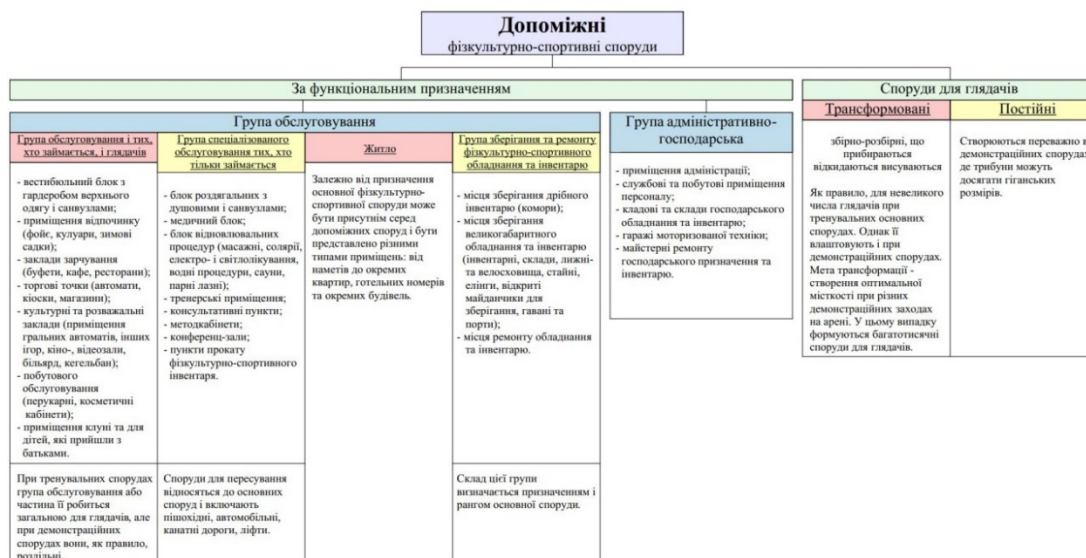 Допоміжні
фізкультурно-спортивні споруди
За функціональним призначенням
Споруди для глядачів
Група обслуговування
Група адміністративно-
господарська
Трансформовані
Постійні
Група обслуговування і тих,
хто займається, і глядачів
Група спеціалізованого
обслуговування тих, хто
тільки займається
Житло
Група зберігання та ремонту
фізкультурно-спортивного
обладнання та інвентарю
- вестибюльний блок з
гардеробом верхнього
одягу і санвузлами;
- приміщення відпочинку
(фойє, кулуари, зимові
садки);
- заклади зарчування
(буфети, кафе, ресторани);
- торгові точки (автомати,
кіоски, магазини);
- культурні та розважальні
заклади (приміщення
гральних автоматів, інших
ігор, кіно-, відеозали,
більярд, кегельбан);
- побутового
обслуговування
(перукарні, косметичні
кабінети);
- приміщення клуні та для
дітей, які прийшли з
батьками.
- блок роздягальних з
душовими і санвузлами;
- медичний блок;
- блок відновлювальних
процедур (масажні, солярії,
електро- і світлолікування,
водні процедури, сауни,
парні лазні);
- тренерські приміщення;
- консультативні пункти;
- методкабінети;
- конференц-зали;
- пункти прокату
фізкультурно-спортивного
інвентаря.
Залежно від призначення
основної фізкультурно-
спортивної споруди може
бути присутнім серед
допоміжних споруд і бути
представлено різними
типами приміщень: від
наметів до окремих
квартир, готельних номерів
та окремих будівель.
- місця зберігання дрібного
інвентарю (комори);
- місця зберігання
великогабаритного
обладнання та інвентарю
(інвентарні, склади, лижні-
та велосховища, стайні,
елінги, відкриті
майданчики для
зберігання, гавані та
порти);
- місця ремонту обладнання
та інвентарю.
- приміщення адміністрації;
- службові та побутові приміщення
персоналу;
- кладові та склади господарського
обладнання та інвентарю;
- гаражі моторизованої техніки;
- майстерні ремонту
господарського призначення та
інвентарю.
збірно-розбірні, що
прибираються
відкидаються висуваються
Як правило, для невеликого
числа глядачів при
тренувальних основних
спорудах. Однак її
влаштовують і при
демонстраційних спорудах.
Мета трансформації -
створення оптимальної
місткості при різних
демонстраційних заходах
на арені. У цьому випадку
формуються багатотисячні
споруди для глядачів.
Створюються переважно в
демонстраційних спорудах,
де трибуни можуть
досягати гіганських
розмірів.
При тренувальних спорудах
група обслуговування або
частина її робиться
загальною для глядачів, але
при демонстраційних
спорудах вони, як правило,
роздільні.
Споруди для пересування
відносяться до основних
споруд і включають
пішохідні, автомобільні,
канатні дороги, ліфти.
Склад цієї групи
визначається призначенням і
рангом основної споруди.